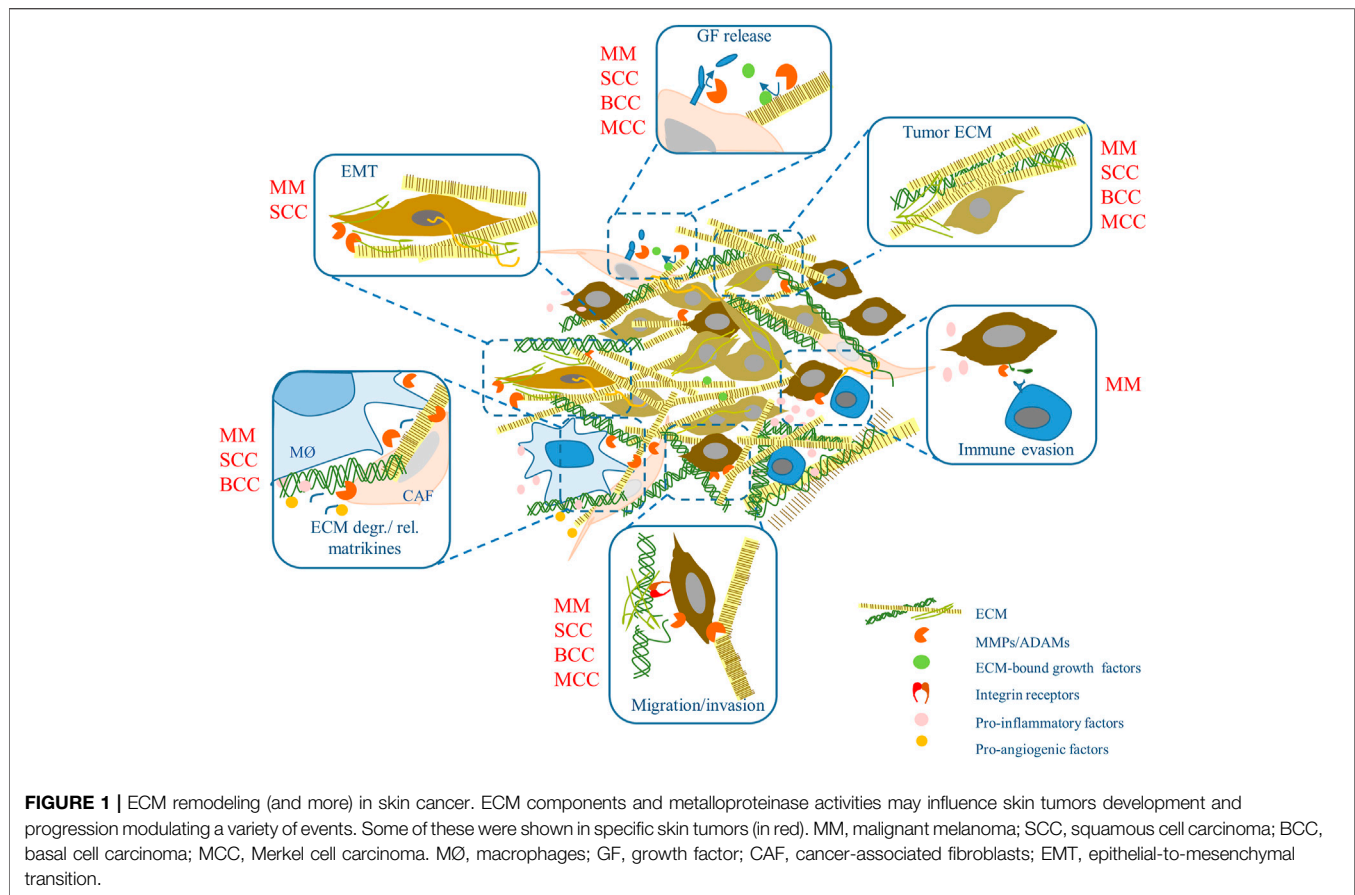 GF release
MM
SCC
BCC
MCC
Tumor ECM
MM
SCC
BCC
MCC
EMT
MM
SCC
MM
Immune evasion
MM
SCC
BCC
MØ
CAF
ECM degr./ rel.
matrikines
MM
SCC
BCC
MCC
Migration/invasion
ECM
MMPs/ADAMs
ECM-bound growth factors
Integrin receptors
Pro-inflammatory factors
Pro-angiogenic factors
FIGURE 1 | ECM remodeling (and more) in skin cancer. ECM components and metalloproteinase activities may influence skin tumors development and
progression modulating a variety of events. Some of these were shown in specific skin tumors (in red). MM, malignant melanoma; SCC, squamous cell carcinoma; BCC,
basal cell carcinoma; MCC, Merkel cell carcinoma. MØ, macrophages; GF, growth factor; CAF, cancer-associated fibroblasts; EMT, epithelial-to-mesenchymal
transition.